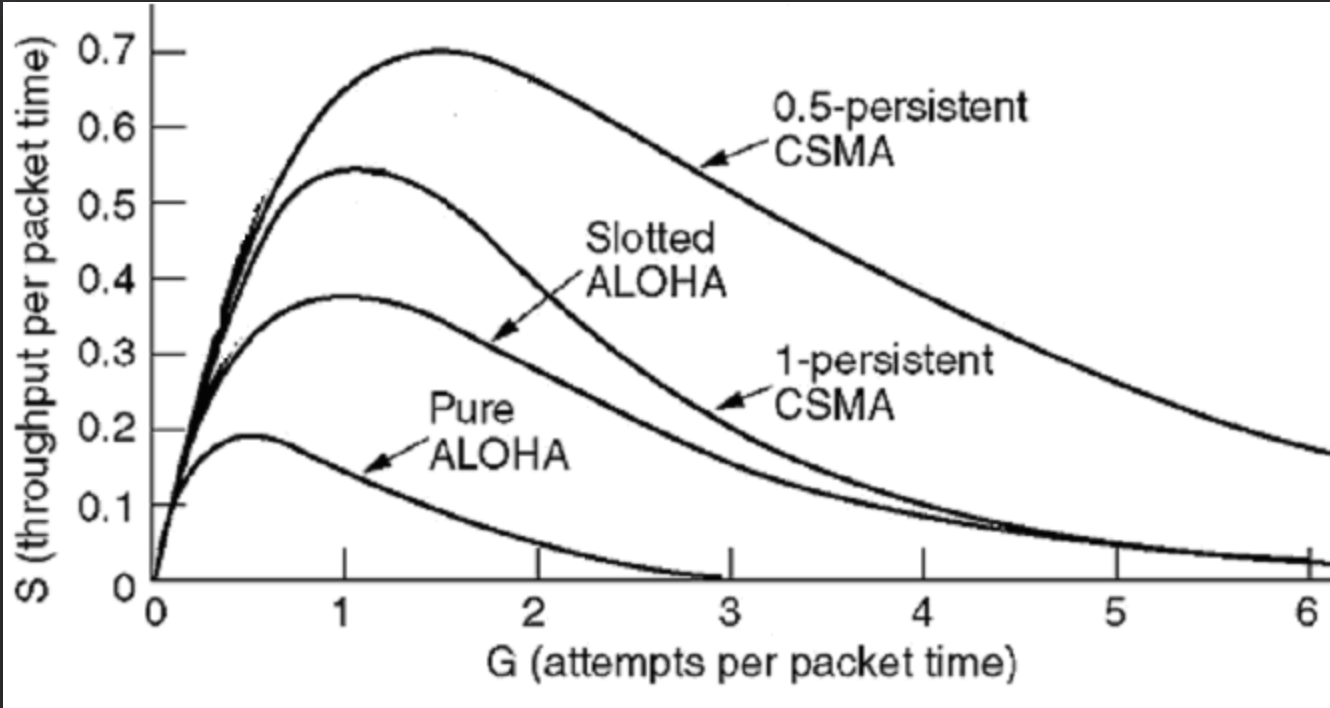 S (throughput per packet time)
0.7
0.6
0.5
0.4
0.3
0.2
0.1
0
0.5-persistent
CSMA
Slotted
ALOHA
1-persistent
CSMA
Pure
ALOHA
0 1 2 3 4 5 6
G (attempts per packet time)